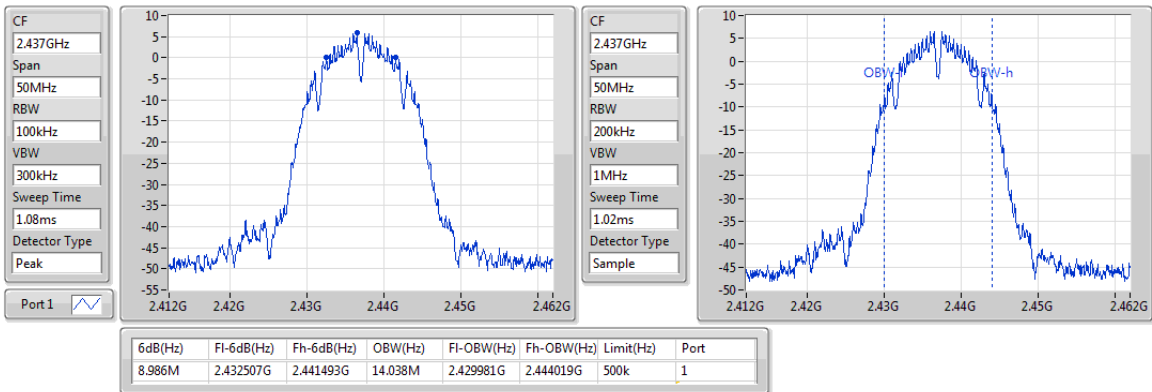 CF
2.437GHz
Span
50MHz
RBW
100kHz
VBW
300kHz
Sweep Time
1.08ms
Detector Type
Peak
Port 1
10
5
0
-5
-10
-15
-20
-25
-30
-35
-40
-45
-50
-55
2.412G 2.42G 2.43G 2.44G 2.45G 2.462G
CF
2.437GHz
Span
50MHz
RBW
200kHz
VBW
1MHz
Sweep Time
1.02ms
Detector Type
Sample
10
5
0
-5
-10
-15
-20
-25
-30
-35
-40
-45
-50
OBW-h
2.412G 2.42G 2.43G 2.44G 2.45G 2.462G
6dB(Hz) Fl-6dB(Hz) Fh-6dB(Hz) OBW(Hz) Fl-OBW(Hz) Fh-OBW(Hz) Limit(Hz) Port
8.986M 2.432507G 2.441493G 14.038M 2.429981G 2.444019G 500k 1